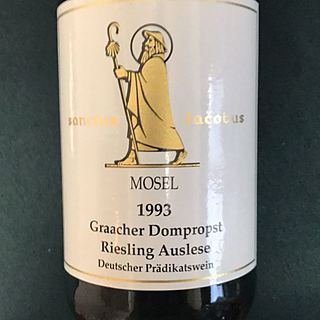 sanctus Jacobus
MOSEL
1993
Graacher Dompropst
Riesling Auslese
Deutscher Prädikatswein